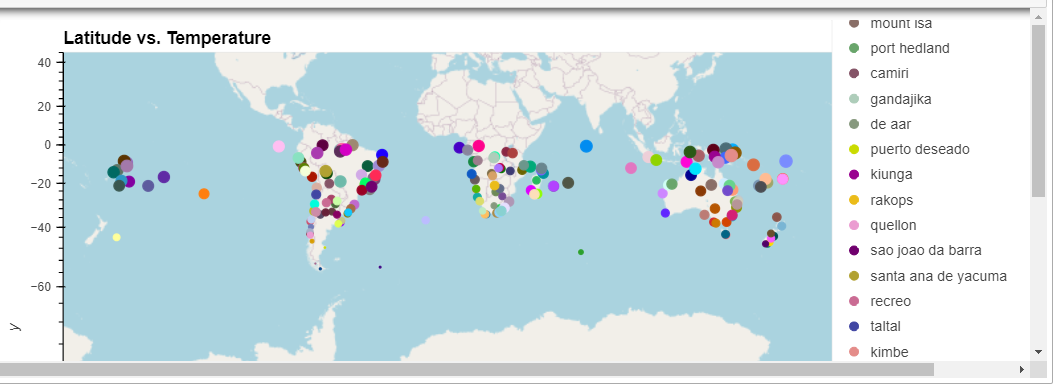 Latitude vs. Temperature
40
20
0
−20
−40
−60
y
mount isa
port hedland
camiri
gandajika
de aar
puerto deseado
kiunga
rakops
quellon
sao joao da barra
santa ana de yacuma
recreo
taltal
kimbe